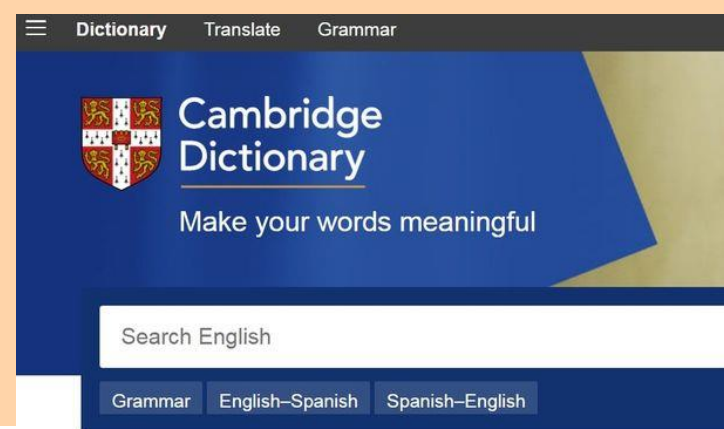 Dictionary Translate Grammar
Cambridge
Dictionary
Make your words meaningful
Search English
Grammar English–Spanish Spanish–English